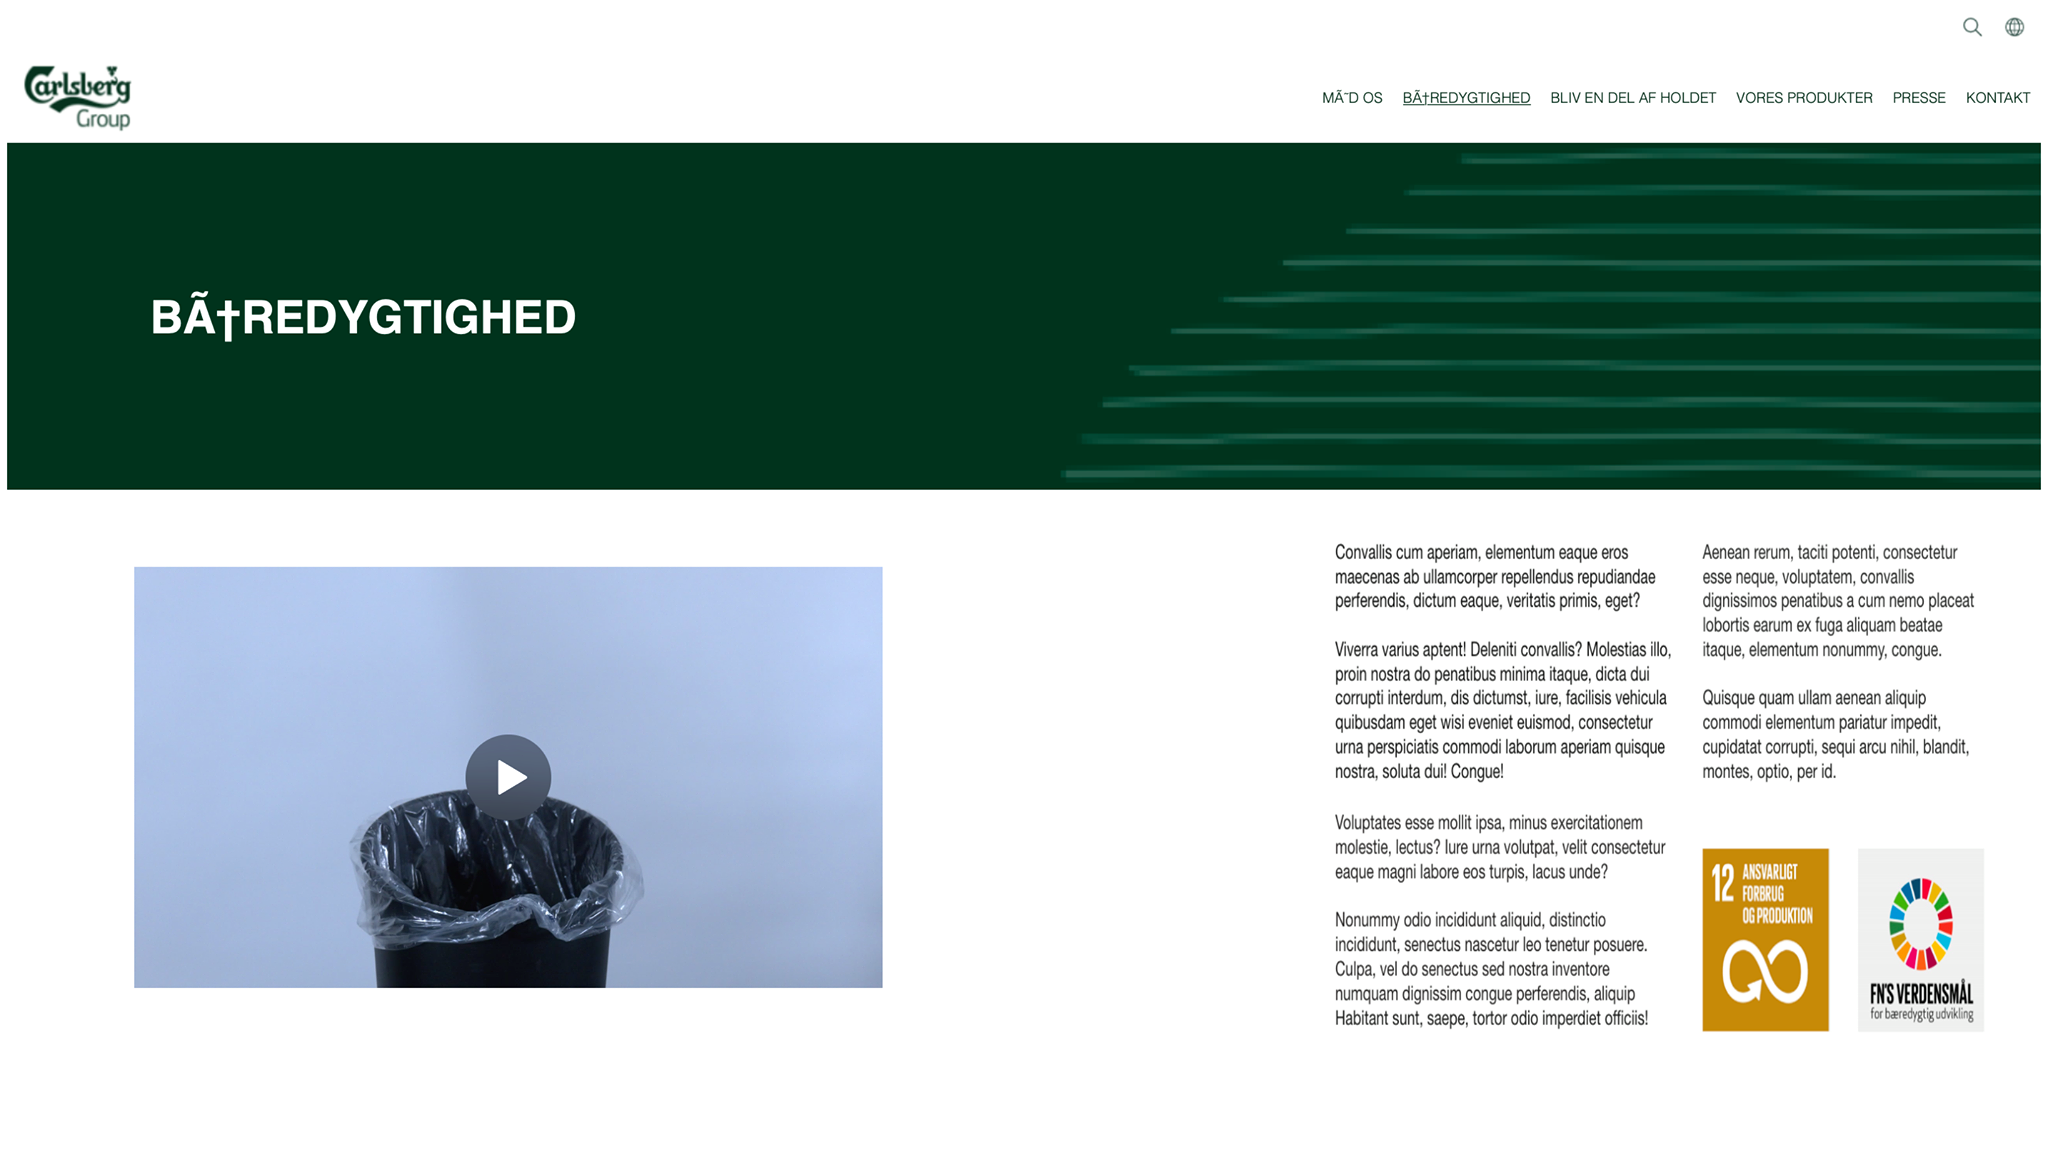 Carlsberg
Group
MÃ˜D OS BÃ†REDYGTIGHED BLIV EN DEL AF HOLDET VORES PRODUKTER PRESSE KONTAKT
BÃ†REDYGTIGHED
Convallis cum aperiam, elementum eaque eros
maecenas ab ullamcorper repellendus repudiandae
perferendis, dictum eaque, veritatis primis, eget?
Viverra varius aptent! Deleniti convallis? Molestias illo,
proin nostra do penatibus minima itaque, dicta dui
corrupti interdum, dis dictumst, iure, facilisis vehicula
quibusdam eget wisi eveniet euismod, consectetur
urna perspiciatis commodi laborum aperiam quisque
nostra, soluta dui! Congue!
Voluptates esse mollit ipsa, minus exercitationem
molestie, lectus? Iure urna volutpat, velit consectetur
eaque magni labore eos turpis, lacus unde?
Nonummy odio incididunt aliquid, distinctio
incididunt, senectus nascetur leo tenetur posuere.
Culpa, vel do senectus sed nostra inventore
numquam dignissim congue perferendis, aliquip
Habitant sunt, saepe, tortor odio imperdiet officiis!
Aenean rerum, taciti potenti, consectetur
esse neque, voluptatem, convallis
dignissimos penatibus a cum nemo placeat
lobortis earum ex fuga aliquam beatae
itaque, elementum nonummy, congue.
Quisque quam ullam aenean aliquip
commodi elementum pariatur impedit,
cupidatat corrupti, sequi arcu nihil, blandit,
montes, optio, per id.
12 ANSVARLIGT
FORBRUG
OG PRODUKTION
FN'S VERDENSMÅL
for bæredygtig udvikling